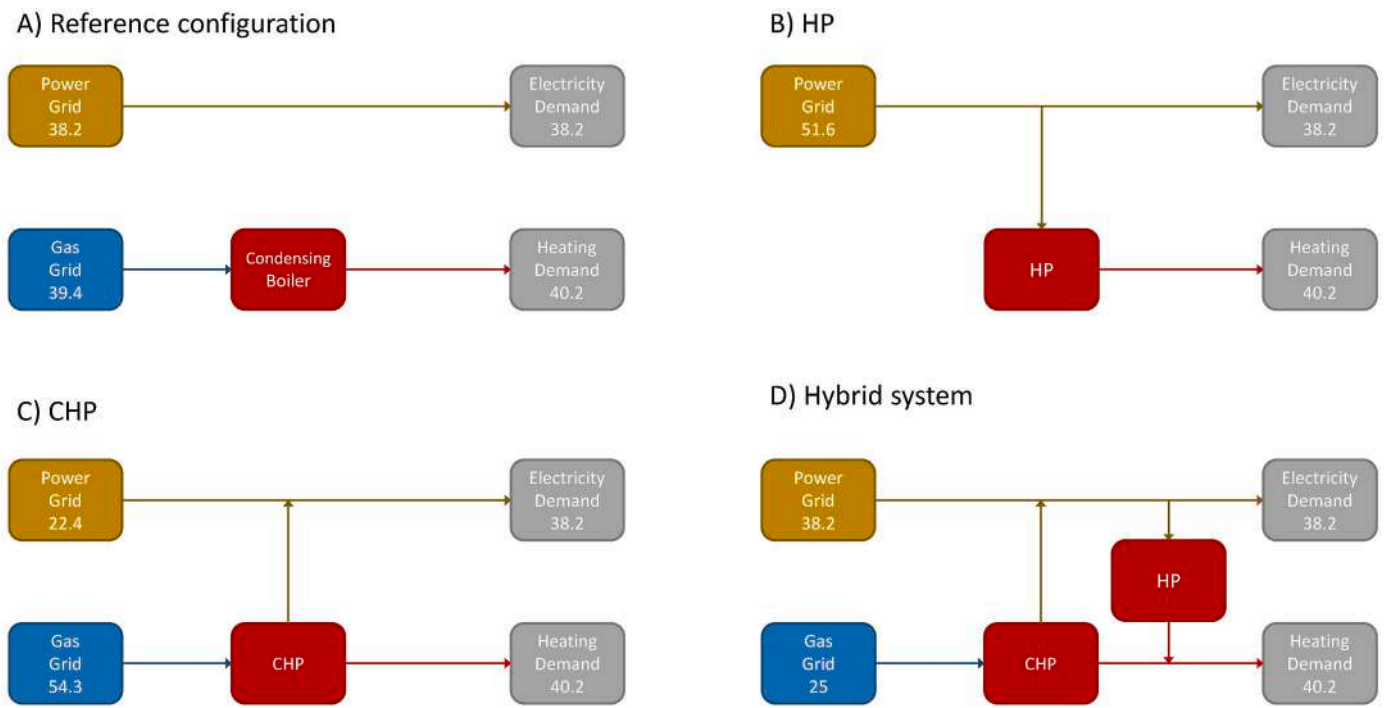 A) Reference configuration
Power
Grid
38.2
Electricity
Demand
38.2
Gas
Grid
39.4
Condensing
Boiler
Heating
Demand
40.2
B) HP
Power
Grid
51.6
Electricity
Demand
38.2
HP
Heating
Demand
40.2
C) CHP
Power
Grid
22.4
Electricity
Demand
38.2
Gas
Grid
54.3
CHP
Heating
Demand
40.2
D) Hybrid system
Power
Grid
38.2
Electricity
Demand
38.2
HP
Gas
Grid
25
CHP
Heating
Demand
40.2